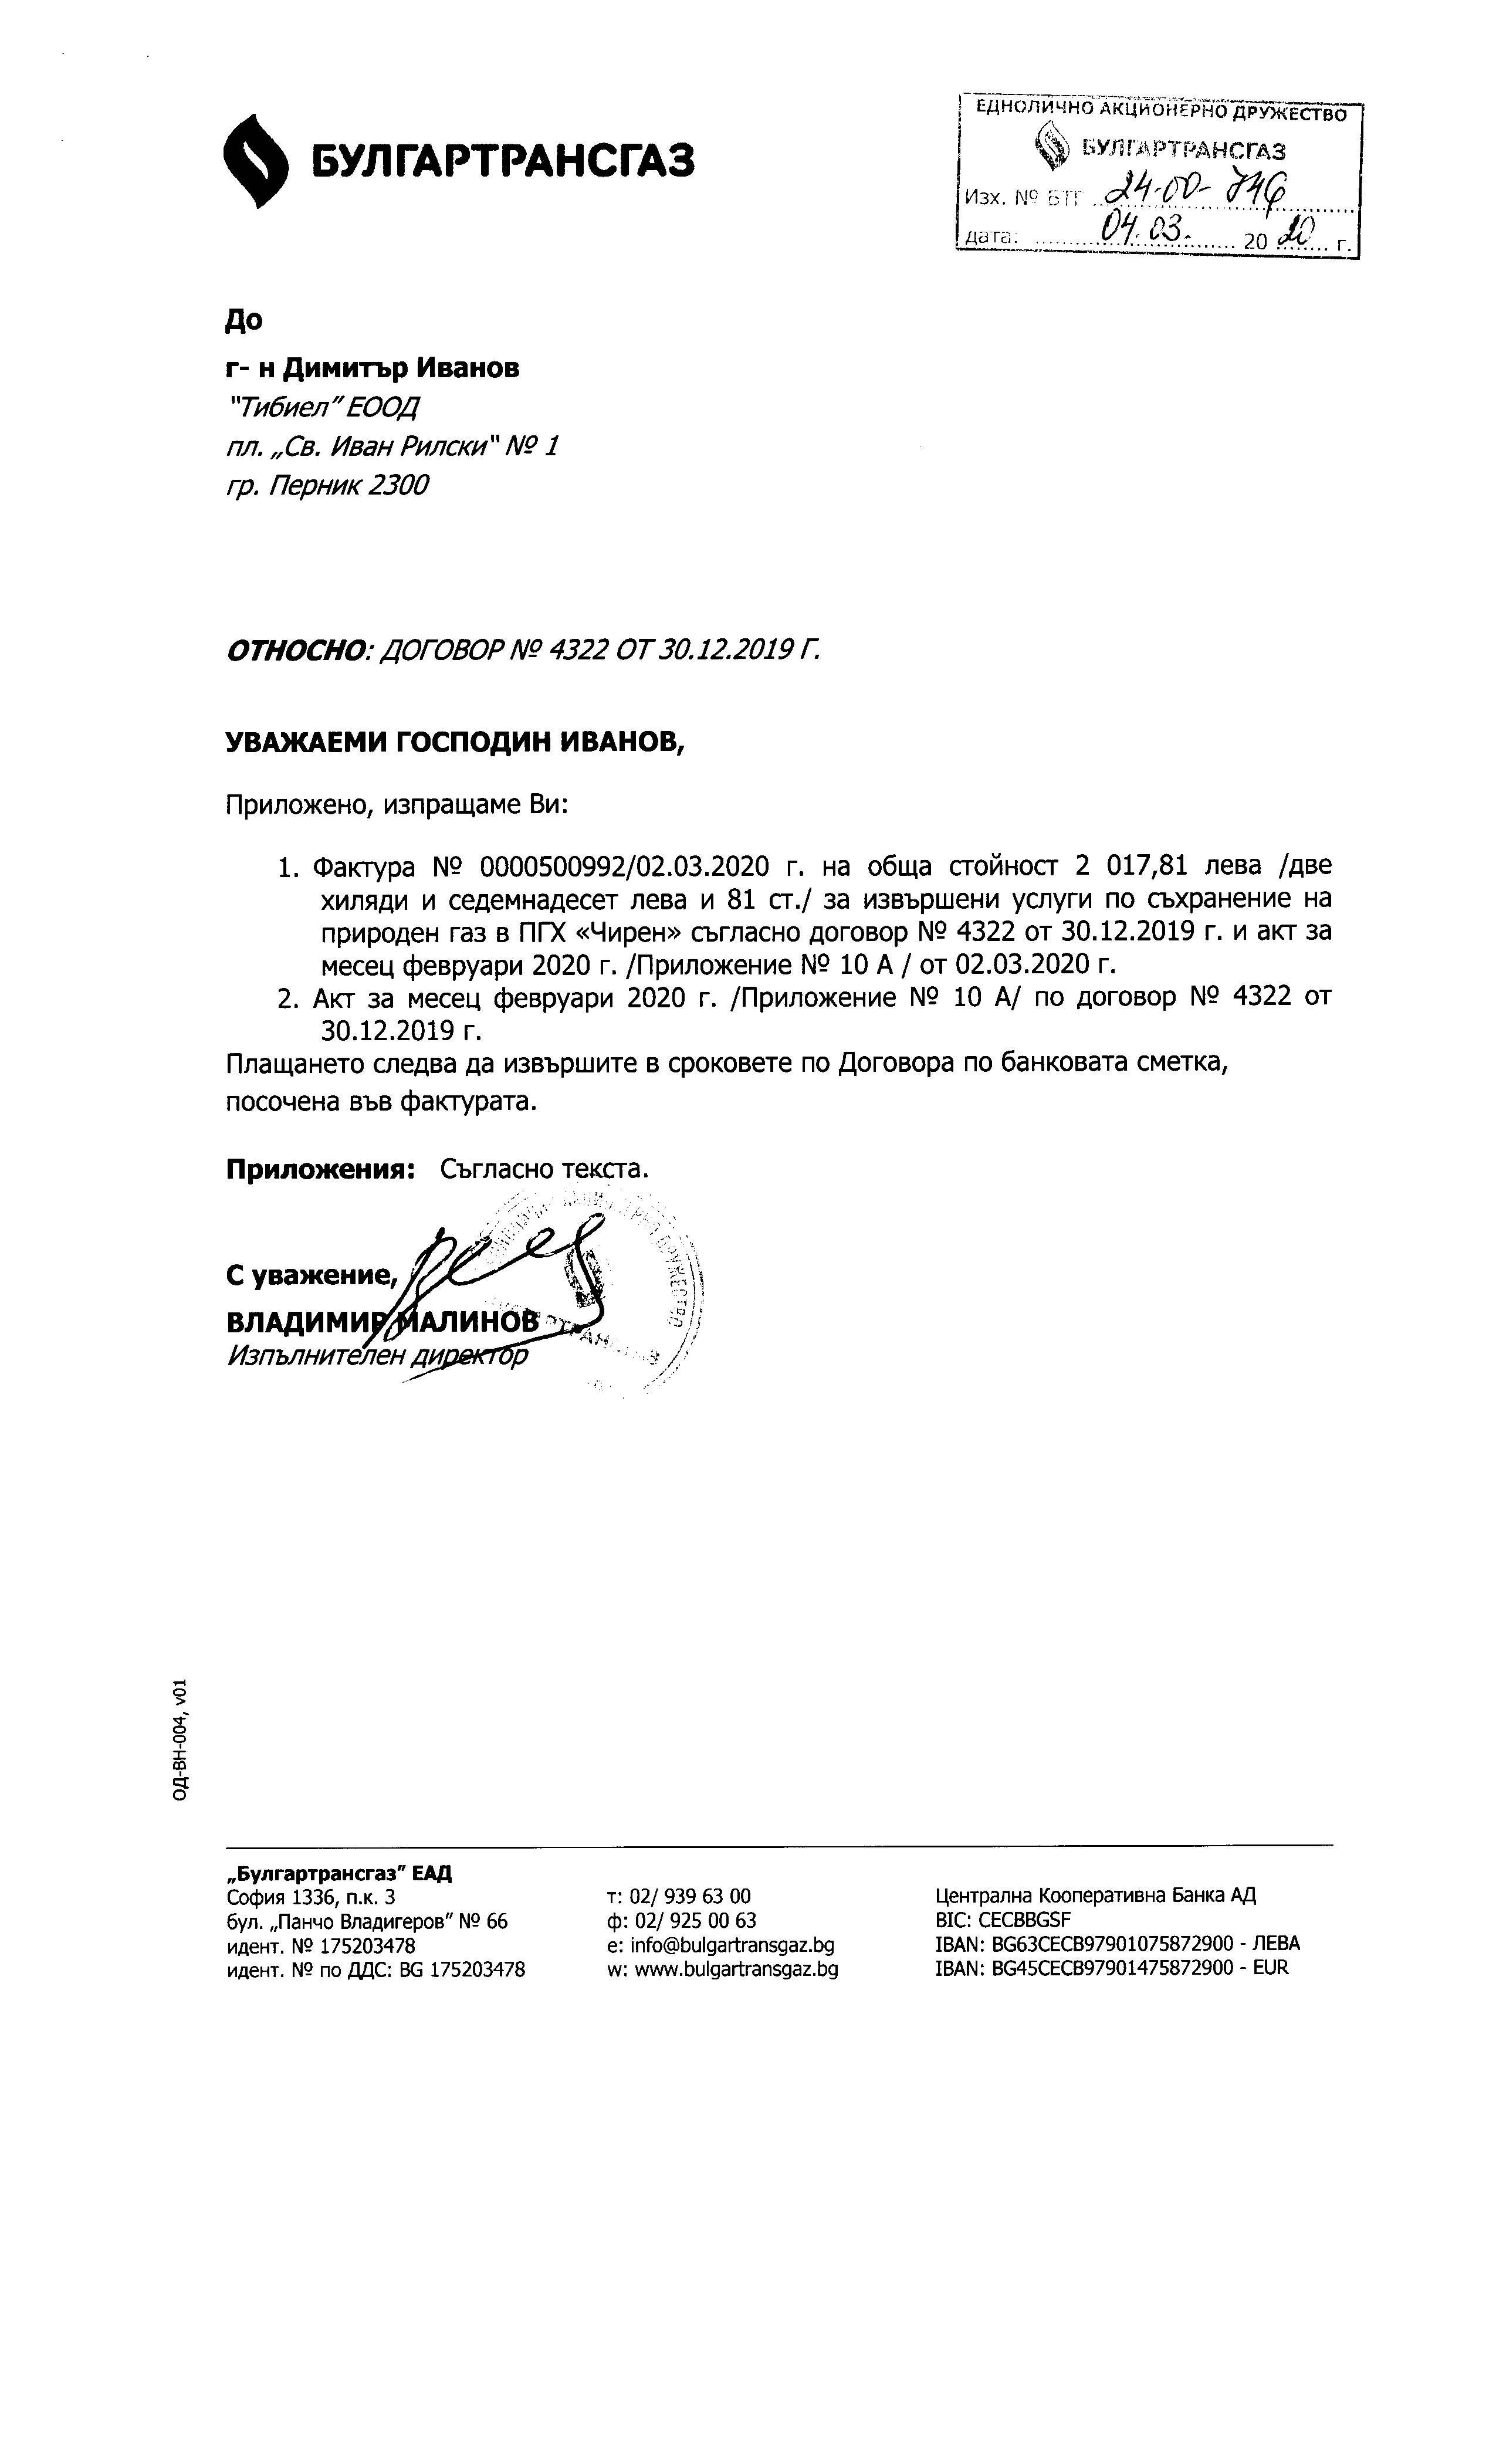 БУЛГАРТРАНСГАЗ
ЕДНОЛИЧНО АКЦИОНЕРНО ДРУЖЕСТВО
БУЛГАРТРАНСГАЗ
Изх. № БТГ 24-00-746
дата: 04.03. 2020 г.
До
г- н Димитър Иванов
"Тибиел" ЕООД
пл. „Св. Иван Рилски" № 1
гр. Перник 2300
ОТНОСНО: ДОГОВОР № 4322 ОТ 30.12.2019 Г.
УВАЖАЕМИ ГОСПОДИН ИВАНОВ,
Приложено, изпращаме Ви:
1. Фактура № 0000500992/02.03.2020 г. на обща стойност 2 017,81 лева /две
хиляди и седемнадесет лева и 81 ст./ за извършени услуги по съхранение на
природен газ в ПГХ «Чирен» съгласно договор № 4322 от 30.12.2019 г. и акт за
месец февруари 2020 г. /Приложение № 10 А / от 02.03.2020 г.
2. Акт за месец февруари 2020 г. /Приложение № 10 А/ по договор № 4322 от
30.12.2019 г.
Плащането следва да извършите в сроковете по Договора по банковата сметка,
посочена във фактурата.
Приложения: Съгласно текста.
С уважение,
ВЛАДИМИР МАЛИНОВ
Изпълнителен директор
ДРУЖЕСТВО
ОД-ВН-004, v01
„Булгартрансгаз" ЕАД
София 1336, п.к. 3
бул. „Панчо Владигеров" № 66
идент. № 175203478
идент. № по ДДС: BG 175203478
т: 02/ 939 63 00
ф: 02/ 925 00 63
e: info@bulgartransgaz.bg
w: www.bulgartransgaz.bg
Централна Кооперативна Банка АД
BIC: CECBBGSF
IBAN: BG63CECB97901075872900 - ЛЕВА
IBAN: BG45CECB97901475872900 - EUR